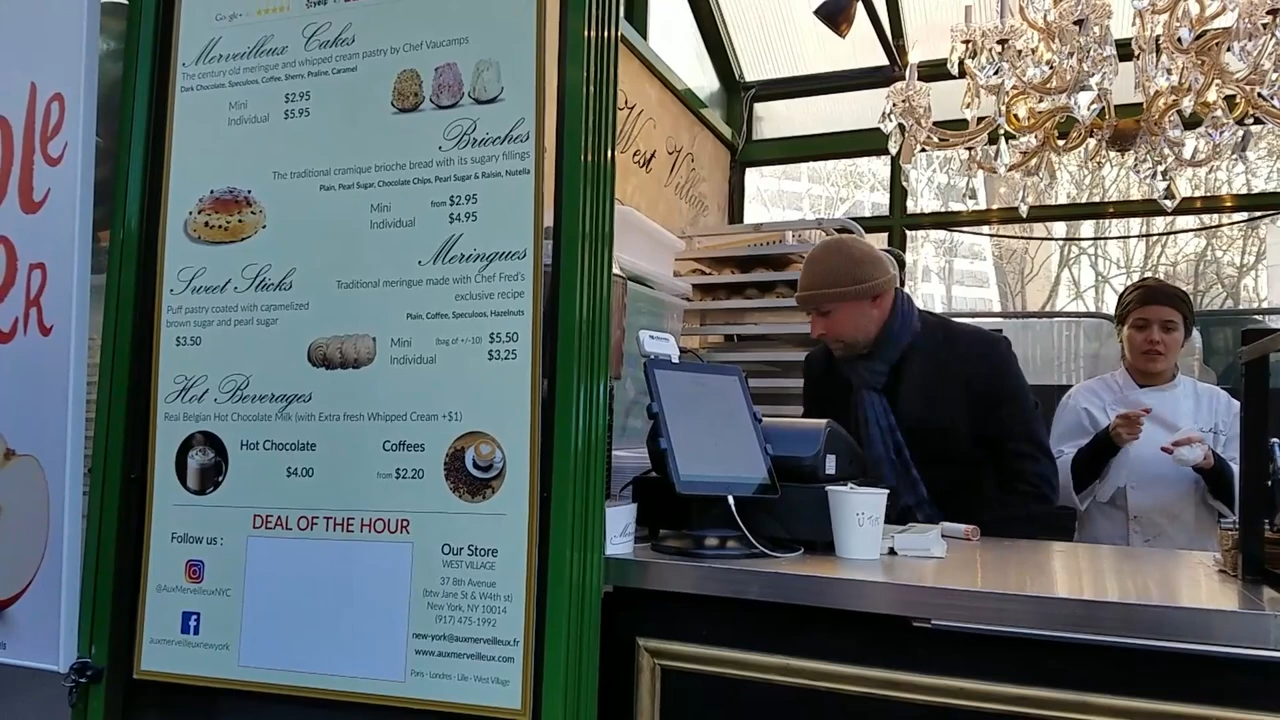 Google+
yelp
Merveilleux Cakes
The century old meringue and whipped cream pastry by Chef Vaucamps
Dark Chocolate, Speculoos, Coffee, Sherry, Praline, Caramel
Mini $2.95
Individual $5.95
Brioches
The traditional cramique brioche bread with its sugary fillings
Plain, Pearl Sugar, Chocolate Chips, Pearl Sugar & Raisin, Nutella
Mini from $2.95
Individual $4.95
Meringues
Traditional meringue made with Chef Fred's
exclusive recipe
Plain, Coffee, Speculoos, Hazelnuts
Mini (bag of +/-10) $5,50
Individual $3,25
Sweet Sticks
Puff pastry coated with caramelized
brown sugar and pearl sugar
$3.50
Hot Beverages
Real Belgian Hot Chocolate Milk (with Extra fresh Whipped Cream +$1)
Hot Chocolate
$4.00
Coffees
from $2.20
DEAL OF THE HOUR
Follow us :
@AuxMerveilleuxNYC
auxmerveilleuxnewyork
Our Store
WEST VILLAGE
37 8th Avenue
(btw Jane St & W4th st)
New York, NY 10014
(917) 475-1992
new-york@auxmerveilleux.fr
www.auxmerveilleux.com
Paris - Londres - Lille - West Village
West Village
TIPS